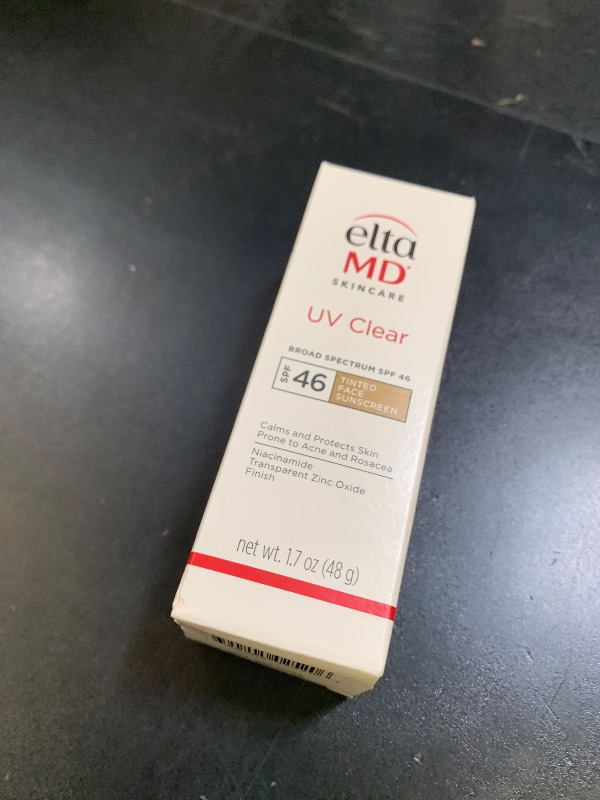 elta
MD
SKINCARE
UV Clear
BROAD SPECTRUM SPF 46
SPF 46
TINTED
FACE
SUNSCREEN
Calms and Protects Skin
Prone to Acne and Rosacea
Niacinamide
Transparent Zinc Oxide
Finish
net wt. 1.7 oz (48 g)